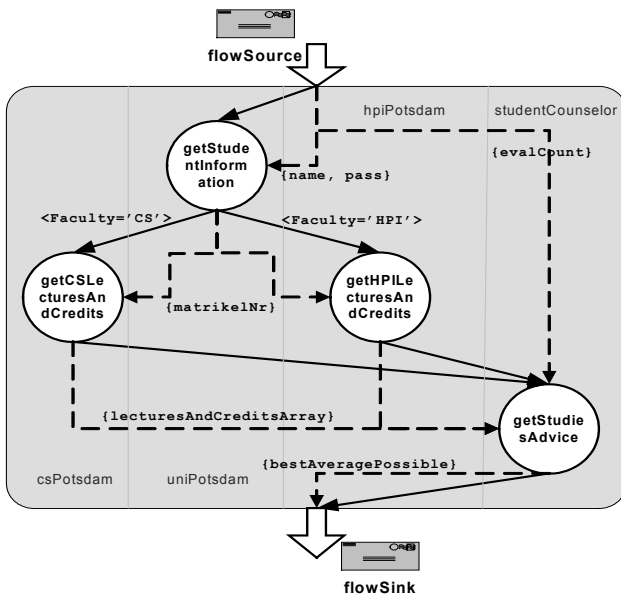 flowSource
hpiPotsdam
studentCounselor
getStude
ntInform
ation
{evalCount}
{name, pass}
<Faculty='CS'>
<Faculty='HPI'>
getCSLe
cturesAn
dCredits
getHPILe
cturesAn
dCredits
{matrikelNr}
{lecturesAndCreditsArray}
getStudie
sAdvice
{bestAveragePossible}
csPotsdam
uniPotsdam
flowSink